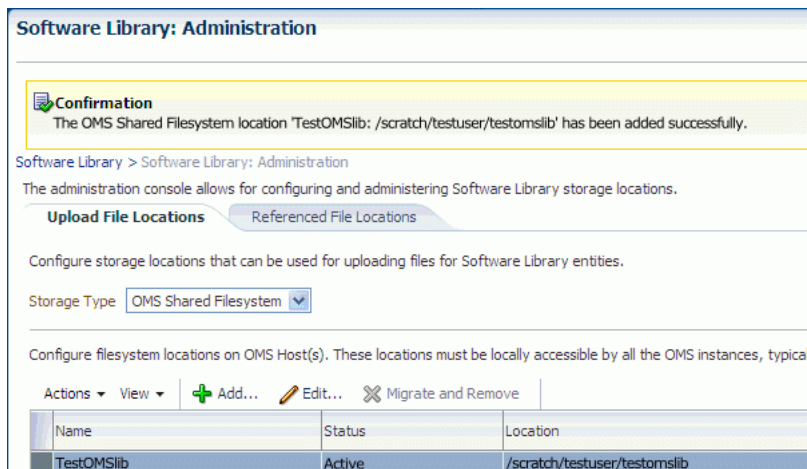 Software Library: Administration
Confirmation
The OMS Shared Filesystem location 'TestOMSlib: /scratch/testuser/testomslib' has been added successfully.
Software Library > Software Library: Administration
The administration console allows for configuring and administering Software Library storage locations.
Upload File Locations Referenced File Locations
Configure storage locations that can be used for uploading files for Software Library entities.
Storage Type OMS Shared Filesystem
Configure filesystem locations on OMS Host(s). These locations must be locally accessible by all the OMS instances, typical
Actions View Add... Edit... Migrate and Remove
Name Status Location
TestOMSlib Active /scratch/testuser/testomslib